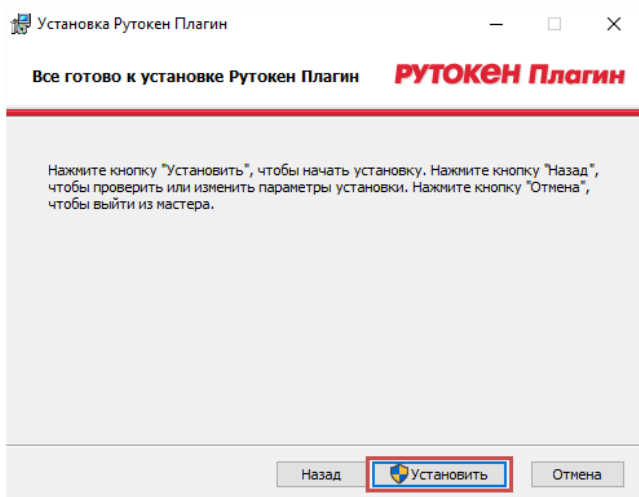 Установка Рутокен Плагин
Все готово к установке Рутокен Плагин
РУТОКЕН Плагин
Нажмите кнопку "Установить", чтобы начать установку. Нажмите кнопку "Назад",
чтобы проверить или изменить параметры установки. Нажмите кнопку "Отмена",
чтобы выйти из мастера.
Назад
Установить
Отмена